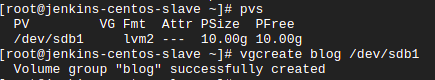 [root@jenkins-centos-slave ~]# pvs
  PV         VG Fmt  Attr PSize  PFree
  /dev/sdb1     lvm2 ---  10.00g 10.00g
[root@jenkins-centos-slave ~]# vgcreate blog /dev/sdb1
  Volume group "blog" successfully created